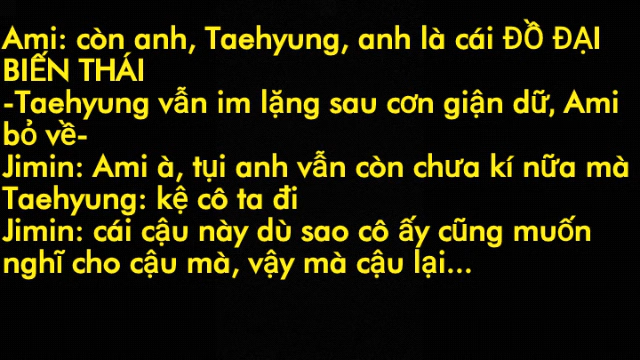 Ami: còn anh, Taehyung, anh là cái ĐỒ ĐẠI
BIẾN THÁI
-Taehyung vẫn im lặng sau cơn giận dữ, Ami
bỏ về-
Jimin: Ami à, tụi anh vẫn còn chưa kí nữa mà
Taehyung: kệ cô ta đi
Jimin: cái cậu này dù sao cô ấy cũng muốn
nghĩ cho cậu mà, vậy mà cậu lại...